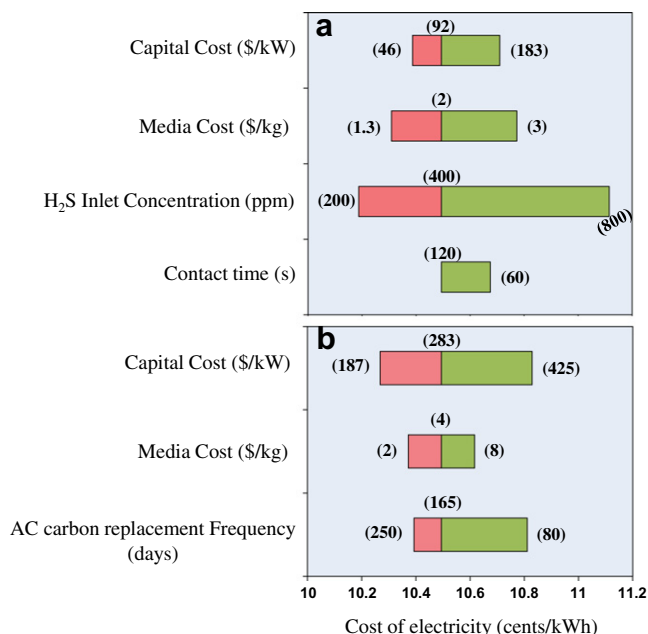 a
(92)
Capital Cost ($/kW)
(46)
(183)
(2)
Media Cost ($/kg)
(1.3)
(3)
(400)
H₂S Inlet Concentration (ppm)
(200)
(800)
(120)
Contact time (s)
(60)
b
(283)
Capital Cost ($/kW)
(187)
(425)
(4)
Media Cost ($/kg)
(2)
(8)
(165)
AC carbon replacement Frequency
(days)
(250)
(80)
10 10.2 10.4 10.6 10.8 11 11.2
Cost of electricity (cents/kWh)